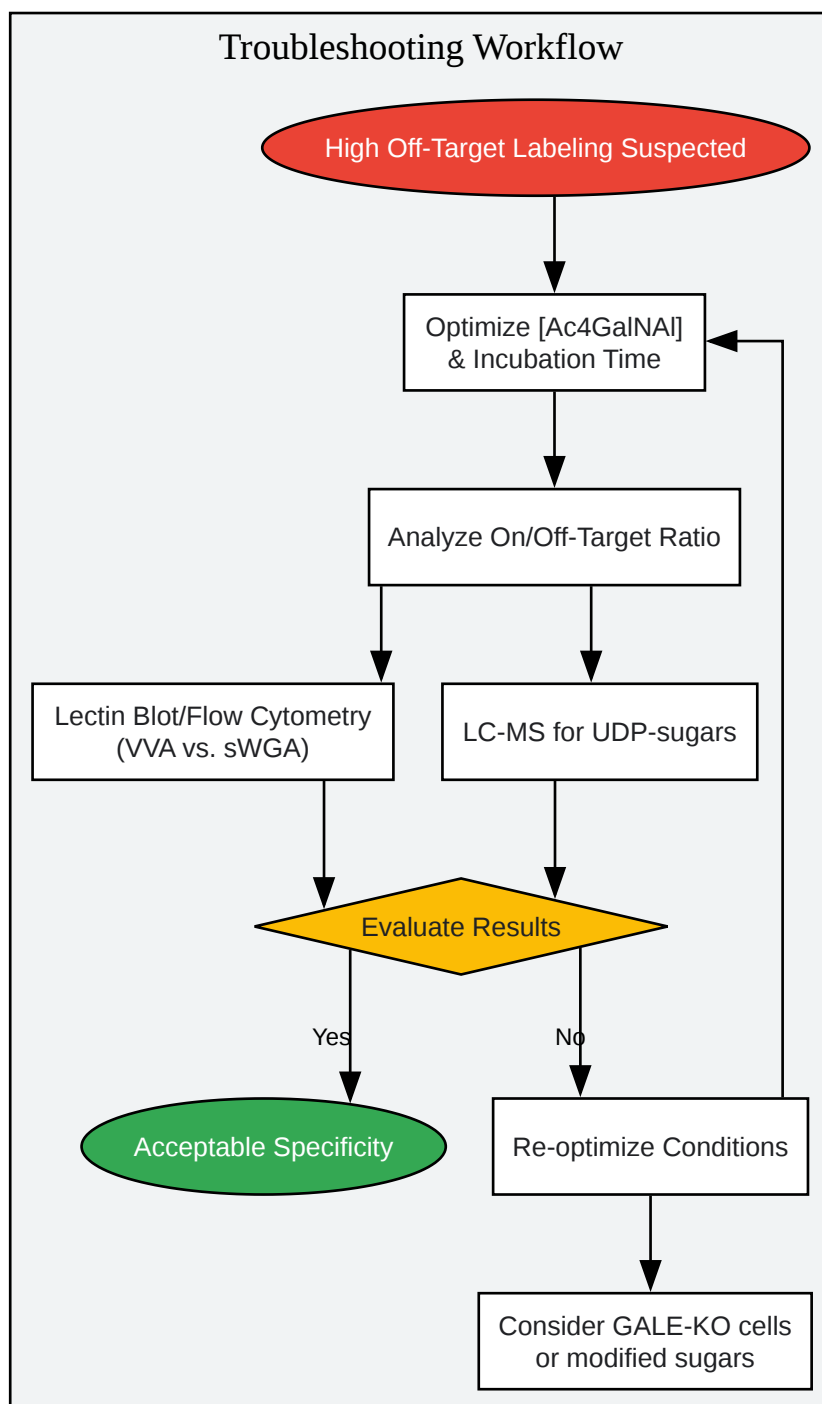 Troubleshooting Workflow
High Off-Target Labeling Suspected
Optimize [Ac4GalNAl]
& Incubation Time
Analyze On/Off-Target Ratio
Lectin Blot/Flow Cytometry
(VVA vs. sWGA)
LC-MS for UDP-sugars
Evaluate Results
Yes
No
Acceptable Specificity
Re-optimize Conditions
Consider GALE-KO cells
or modified sugars